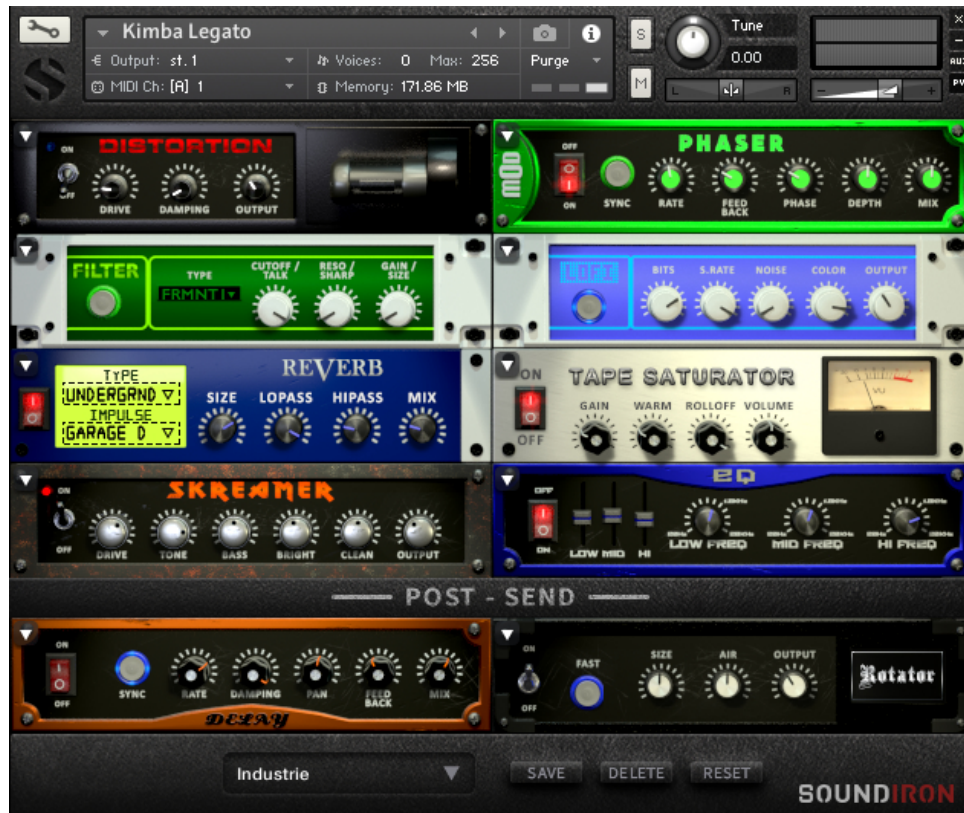 Kimba Legato
Output: st. 1
Voices: 0 Max: 256
Purge
MIDI Ch: [A] 1
Memory: 171.86 MB
S
M
Tune
0.00
L
R
AUX
PV
DISTORTION
ON
OFF
DRIVE DAMPING OUTPUT
MOD
PHASER
OFF
ON
SYNC RATE FEED BACK PHASE DEPTH MIX
FILTER
TYPE
FRMNT I
CUTOFF / TALK
RESO / SHARP
GAIN / SIZE
LOFI
BITS S.RATE NOISE COLOR OUTPUT
REVERB
TYPE
UNDERGRND
IMPULSE
GARAGE D
SIZE LOPASS HIPASS MIX
TAPE SATURATOR
ON
OFF
GAIN WARM ROLLOFF VOLUME
VU
SKREAMER
ON
OFF
DRIVE TONE BASS BRIGHT CLEAN OUTPUT
EQ
OFF
ON
LOW MID HI
LOW FREQ MID FREQ HI FREQ
POST - SEND
ON
OFF
SYNC RATE DAMPING PAN FEED BACK MIX
DELAY
ON
OFF
FAST SIZE AIR OUTPUT
Rotator
Industrie
SAVE DELETE RESET
SOUNDIRON